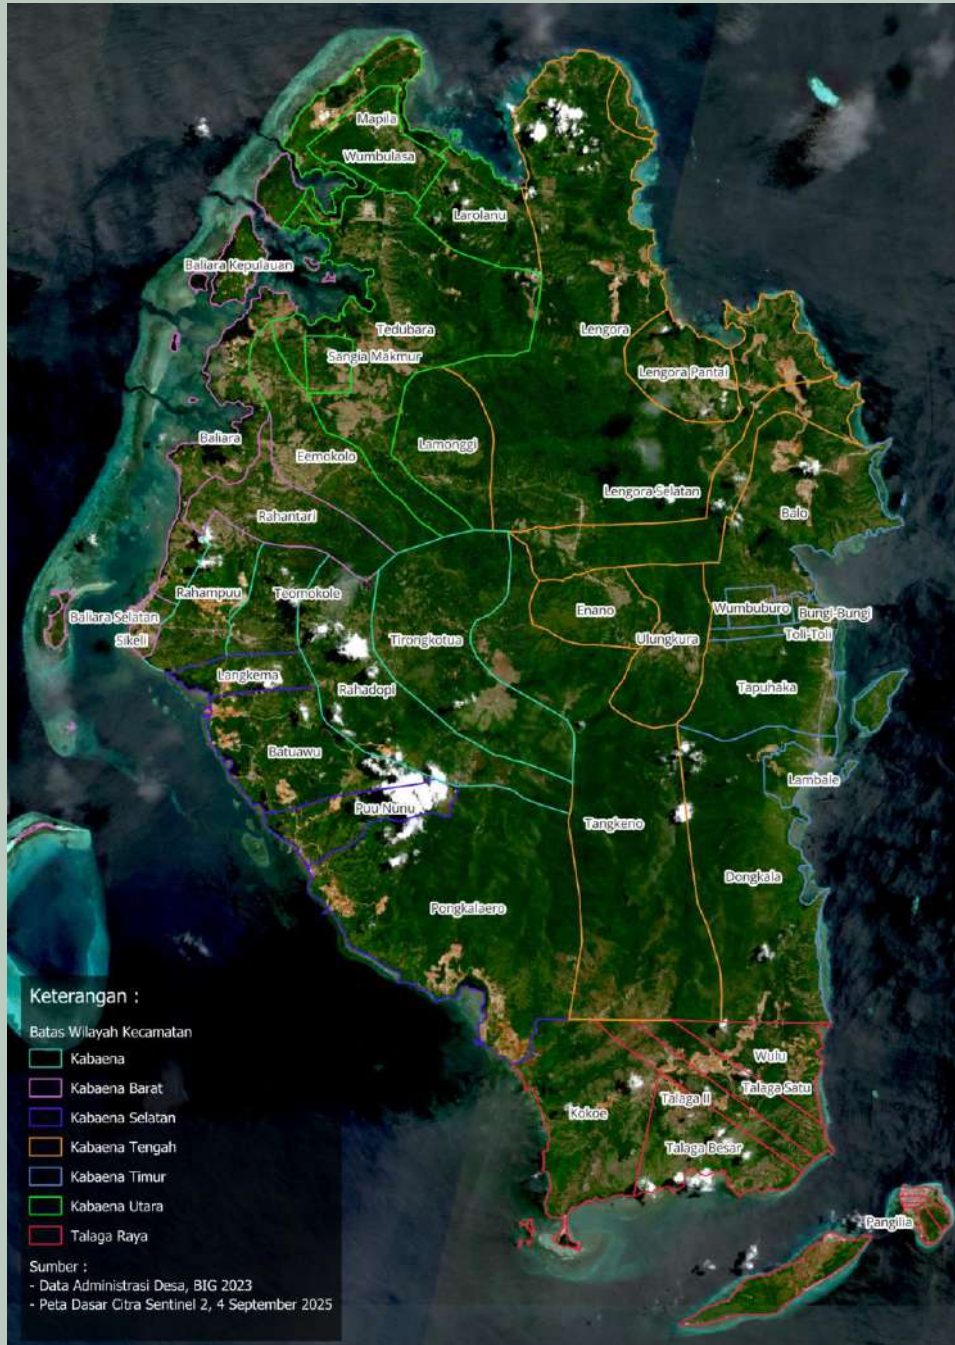 Mapila
Wumbulasa
Larolanu
Baliara Kepulauan
Tedubara
Lengora
Sangia Makmur
Lengora Pantai
Baliara
Lamonggi
Eemokolo
Lengora Selatan
Rahantari
Balo
Rahampuu
Teomokole
Enano
Wumbuburo
Bungi-Bungi
Baliara Selatan
Sikeli
Tirongkotua
Ulungkura
Toli-Toli
Langkema
Rahadopi
Tapuhaka
Batuawu
Lambale
Puu Nunu
Tangkeno
Dongkala
Pongkalaero
Wulu
Talaga Satu
Talaga II
Kokoe
Talaga Besar
Pangilia
Keterangan :
Batas Wilayah Kecamatan
Kabaena
Kabaena Barat
Kabaena Selatan
Kabaena Tengah
Kabaena Timur
Kabaena Utara
Talaga Raya
Sumber :
- Data Administrasi Desa, BIG 2023
- Peta Dasar Citra Sentinel 2, 4 September 2025